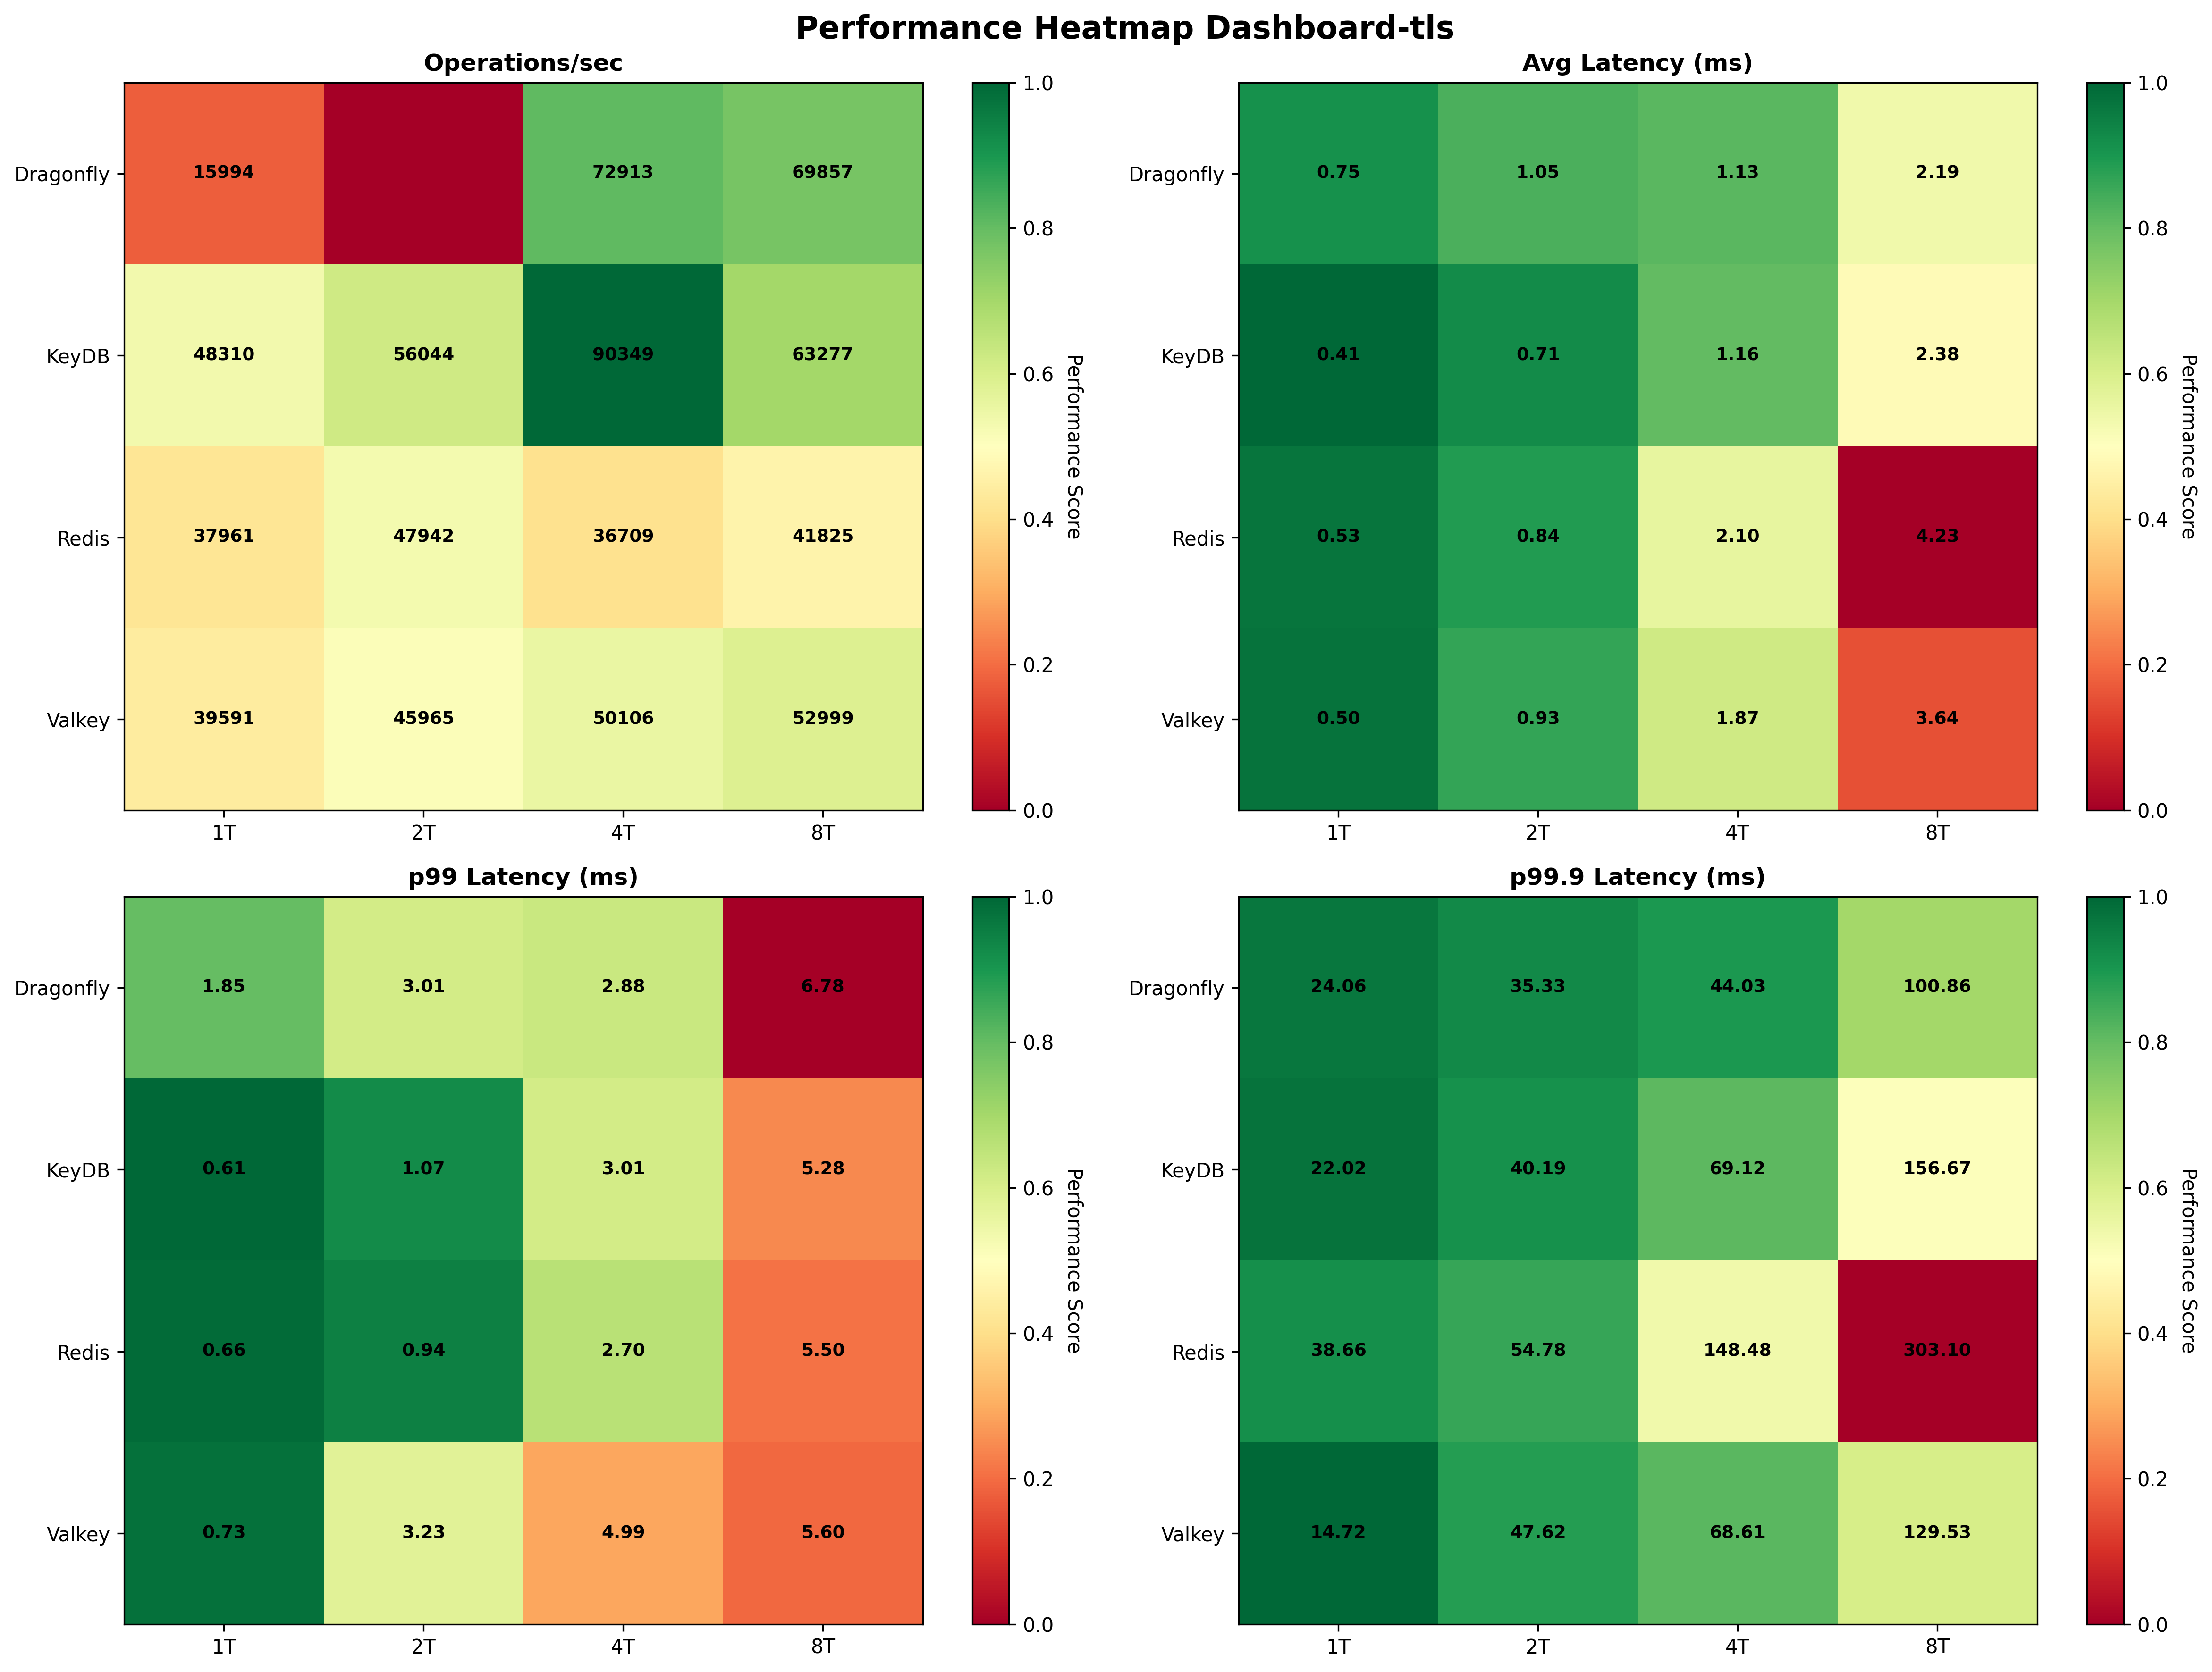 Performance Heatmap Dashboard-tls
Operations/sec
Dragonfly 15994 72913 69857
KeyDB 48310 56044 90349 63277
Redis 37961 47942 36709 41825
Valkey 39591 45965 50106 52999
1T 2T 4T 8T
1.0
0.8
0.6
0.4
0.2
0.0
Performance Score
Avg Latency (ms)
Dragonfly 0.75 1.05 1.13 2.19
KeyDB 0.41 0.71 1.16 2.38
Redis 0.53 0.84 2.10 4.23
Valkey 0.50 0.93 1.87 3.64
1T 2T 4T 8T
1.0
0.8
0.6
0.4
0.2
0.0
Performance Score
p99 Latency (ms)
Dragonfly 1.85 3.01 2.88 6.78
KeyDB 0.61 1.07 3.01 5.28
Redis 0.66 0.94 2.70 5.50
Valkey 0.73 3.23 4.99 5.60
1T 2T 4T 8T
1.0
0.8
0.6
0.4
0.2
0.0
Performance Score
p99.9 Latency (ms)
Dragonfly 24.06 35.33 44.03 100.86
KeyDB 22.02 40.19 69.12 156.67
Redis 38.66 54.78 148.48 303.10
Valkey 14.72 47.62 68.61 129.53
1T 2T 4T 8T
1.0
0.8
0.6
0.4
0.2
0.0
Performance Score